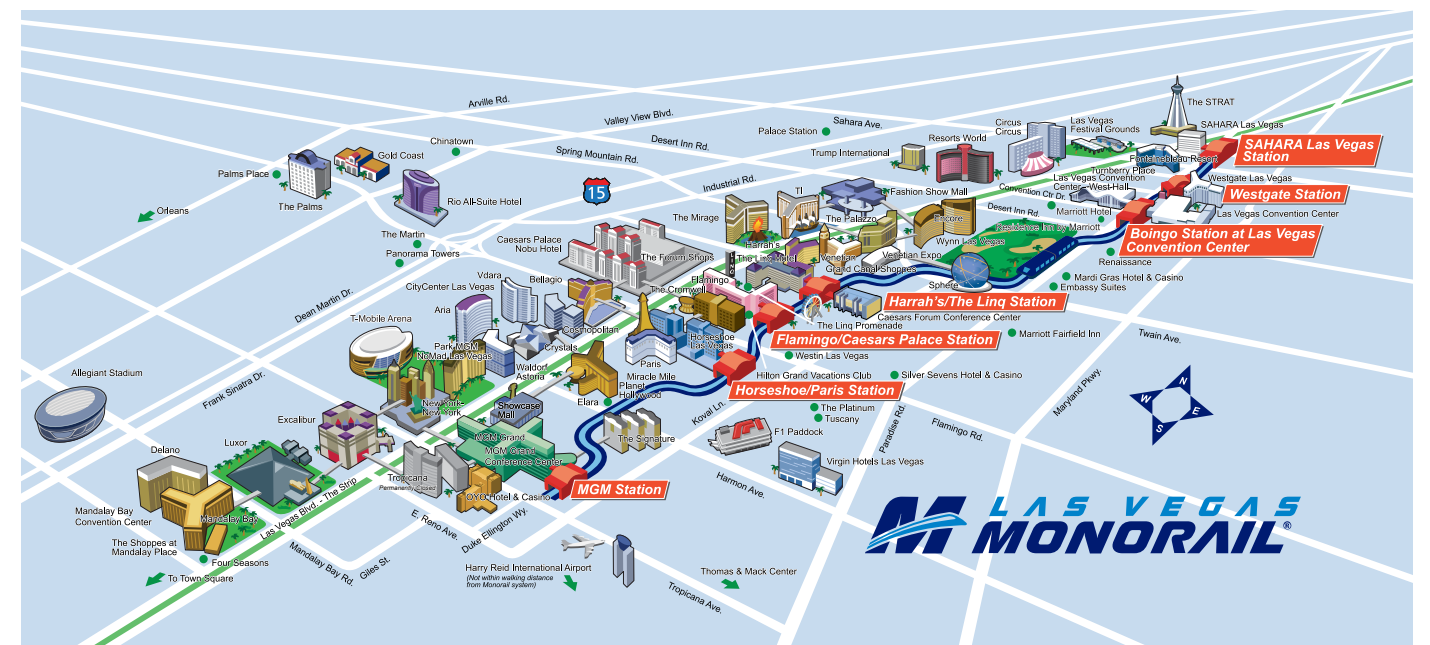 Arville Rd.
Valley View Blvd.
Desert Inn Rd.
Spring Mountain Rd.
Industrial Rd.
Palace Station
Sahara Ave.
Trump International
Resorts World
Circus
Circus
Las Vegas
Festival Grounds
The STRAT
SAHARA Las Vegas
SAHARA Las Vegas
Station
Fontainebleau Resort
Turnberry Place
Westgate Las Vegas
Westgate Station
Las Vegas Convention
Center - West Hall
Convention Ctr Dr.
Marriott Hotel
Las Vegas Convention Center
Boingo Station at Las Vegas
Convention Center
Desert Inn Rd.
Residence Inn by Marriott
Renaissance
Mardi Gras Hotel & Casino
Embassy Suites
Chinatown
Gold Coast
Palms Place
The Palms
Orleans
Rio All-Suite Hotel
15
The Martin
Panorama Towers
Caesars Palace
Nobu Hotel
The Forum Shops
The Mirage
TI
Fashion Show Mall
The Palazzo
Encore
Wynn Las Vegas
Harrah's
The Linq Hotel
Venetian
Venetian Expo
Grand Canal Shoppes
Sphere
Harrah's/The Linq Station
Caesars Forum Conference Center
The Linq Promenade
Flamingo
The Cromwell
Flamingo/Caesars Palace Station
Marriott Fairfield Inn
Twain Ave.
Vdara
CityCenter Las Vegas
Bellagio
Aria
Cosmopolitan
Crystals
Dean Martin Dr.
T-Mobile Arena
Park MGM
NoMad Las Vegas
Waldorf
Astoria
Paris
Horseshoe
Las Vegas
Westin Las Vegas
Hilton Grand Vacations Club
Silver Sevens Hotel & Casino
Horseshoe/Paris Station
Miracle Mile
Planet
Hollywood
Elara
Koval Ln.
The Platinum
Tuscany
Paradise Rd.
Flamingo Rd.
Maryland Pkwy.
N
W
E
S
Allegiant Stadium
Frank Sinatra Dr.
Excalibur
New York-
New York
Showcase
Mall
MGM Grand
MGM Grand
Conference Center
The Signature
F1 Paddock
Virgin Hotels Las Vegas
Harmon Ave.
Delano
Luxor
Tropicana
Permanently Closed
OYO Hotel & Casino
MGM Station
Mandalay Bay
Convention Center
Mandalay Bay
Las Vegas Blvd. - The Strip
The Shoppes at
Mandalay Place
Four Seasons
To Town Square
Mandalay Bay Rd.
Giles St.
E. Reno Ave.
Duke Ellington Wy.
Harry Reid International Airport
(Not within walking distance
from Monorail system)
Thomas & Mack Center
Tropicana Ave.
LAS VEGAS
MONORAIL®